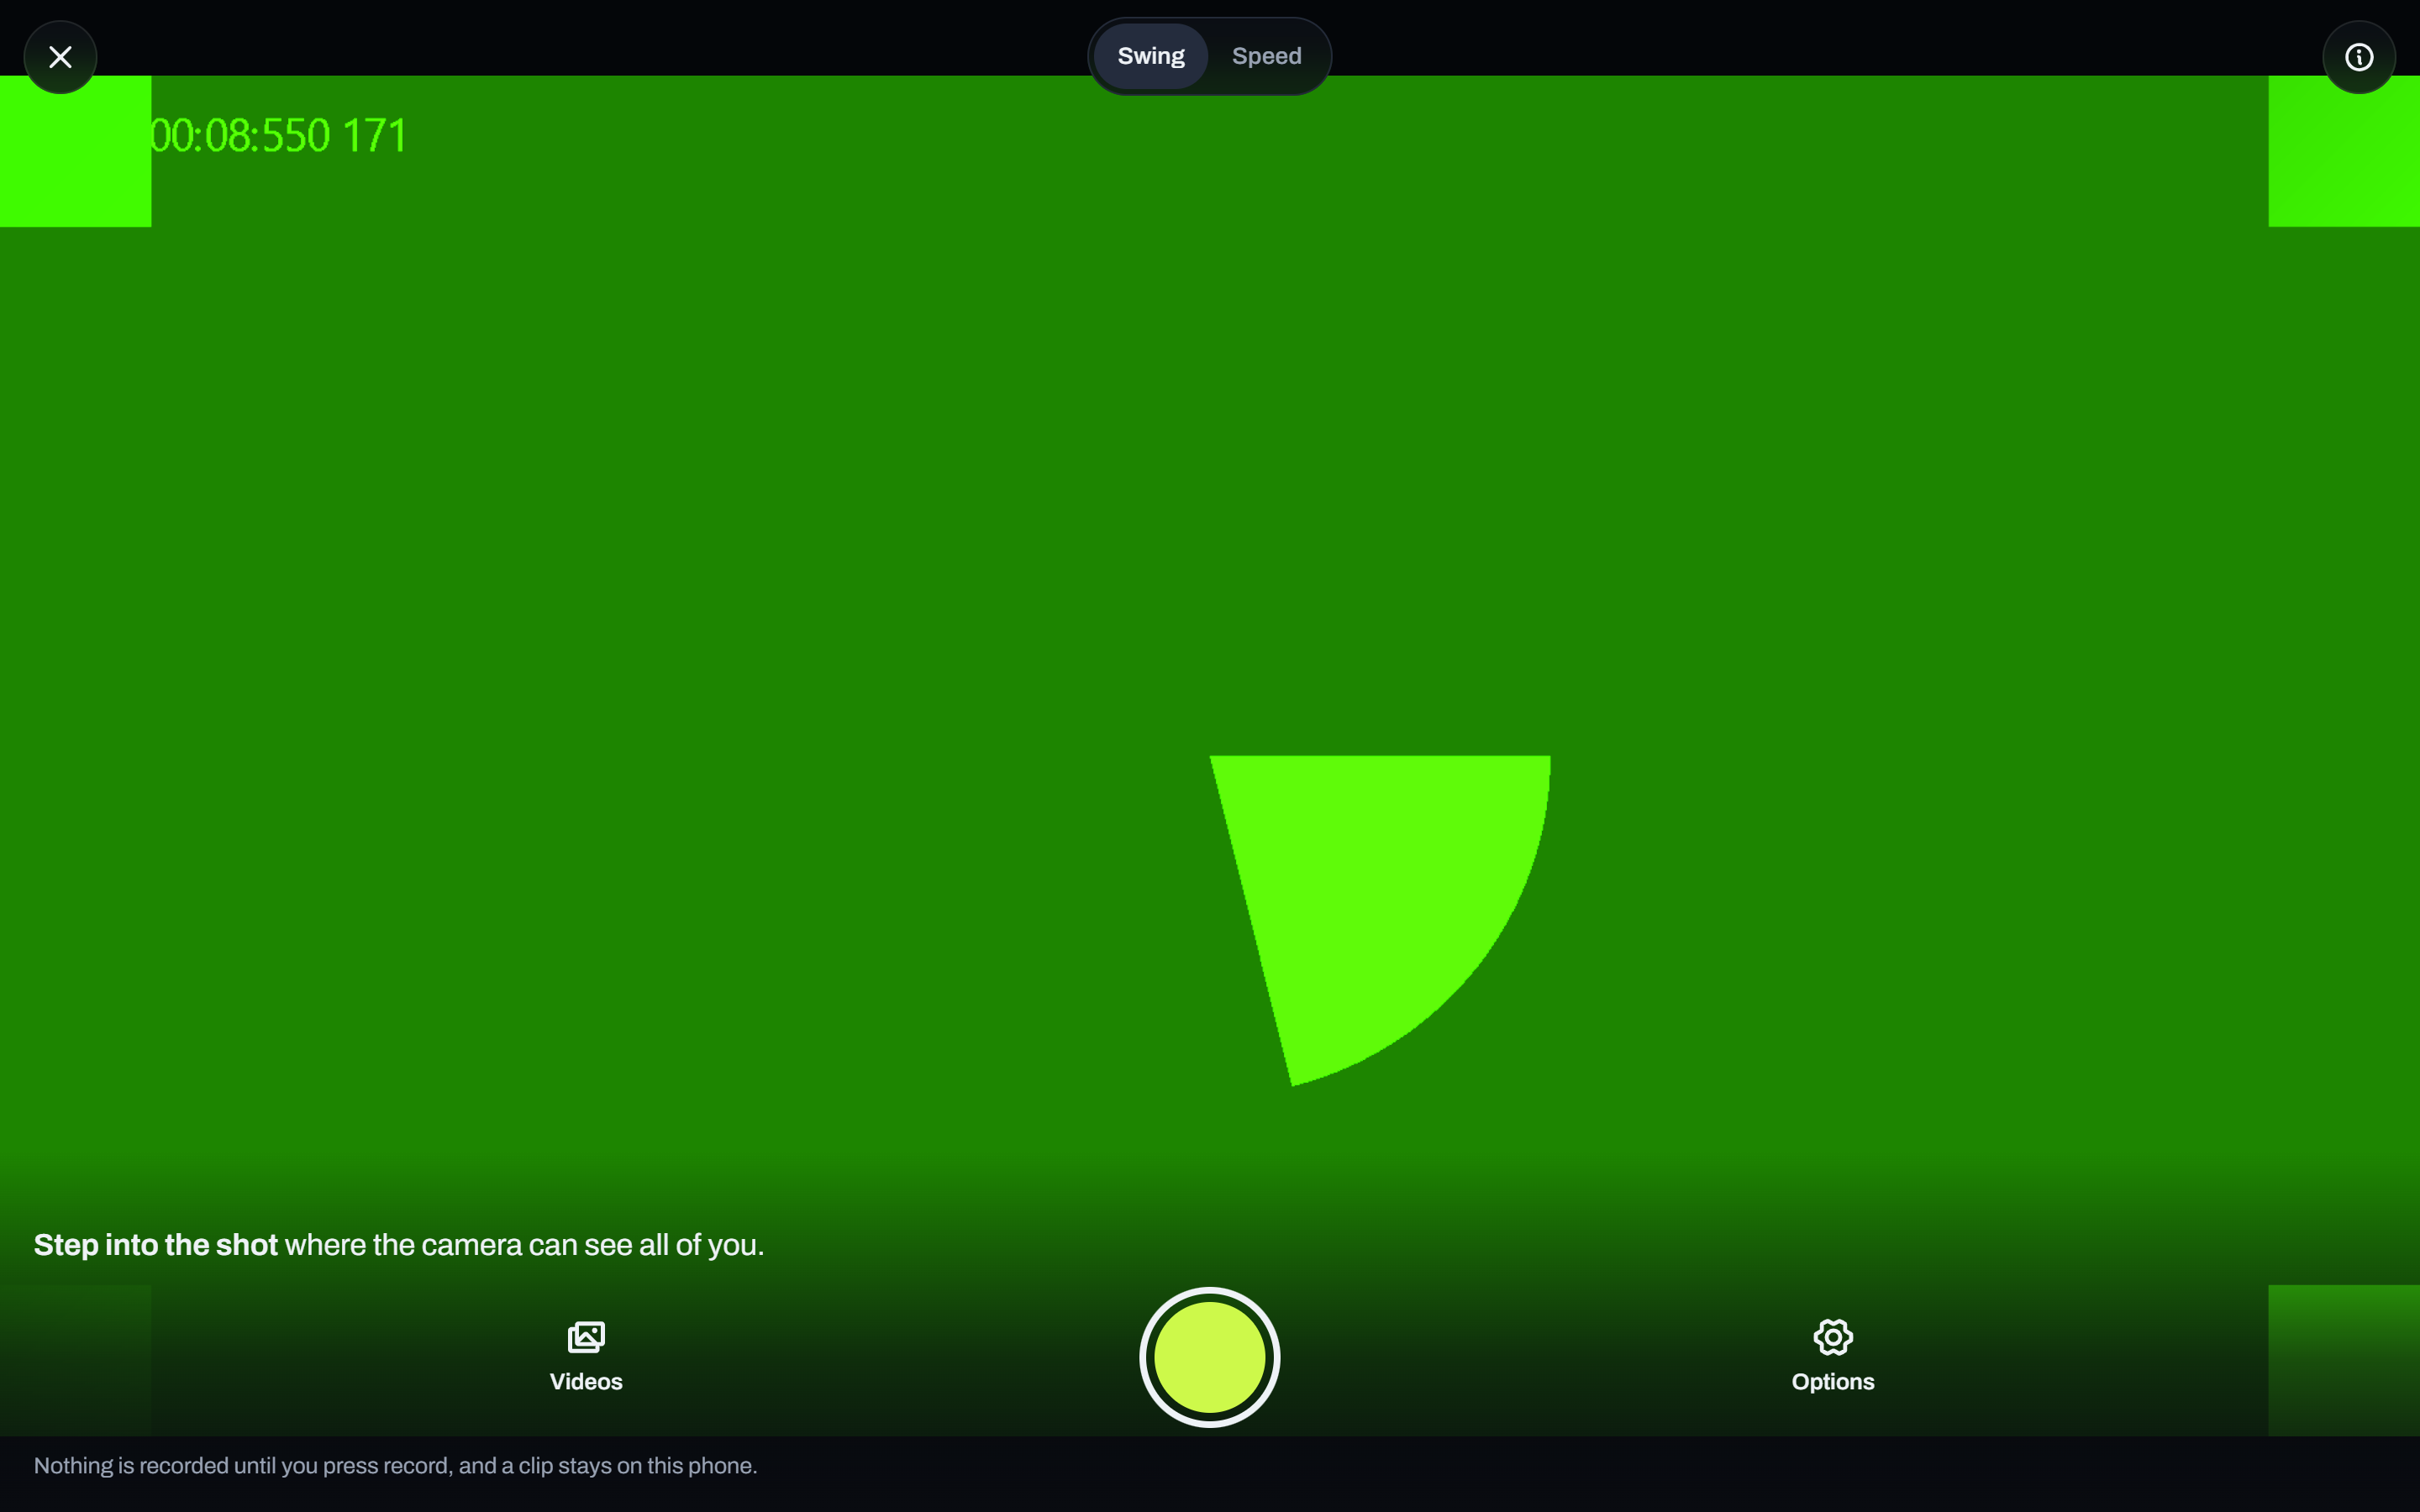 Swing Speed
00:08:550 171
Step into the shot where the camera can see all of you.
Videos Options
Nothing is recorded until you press record, and a clip stays on this phone.